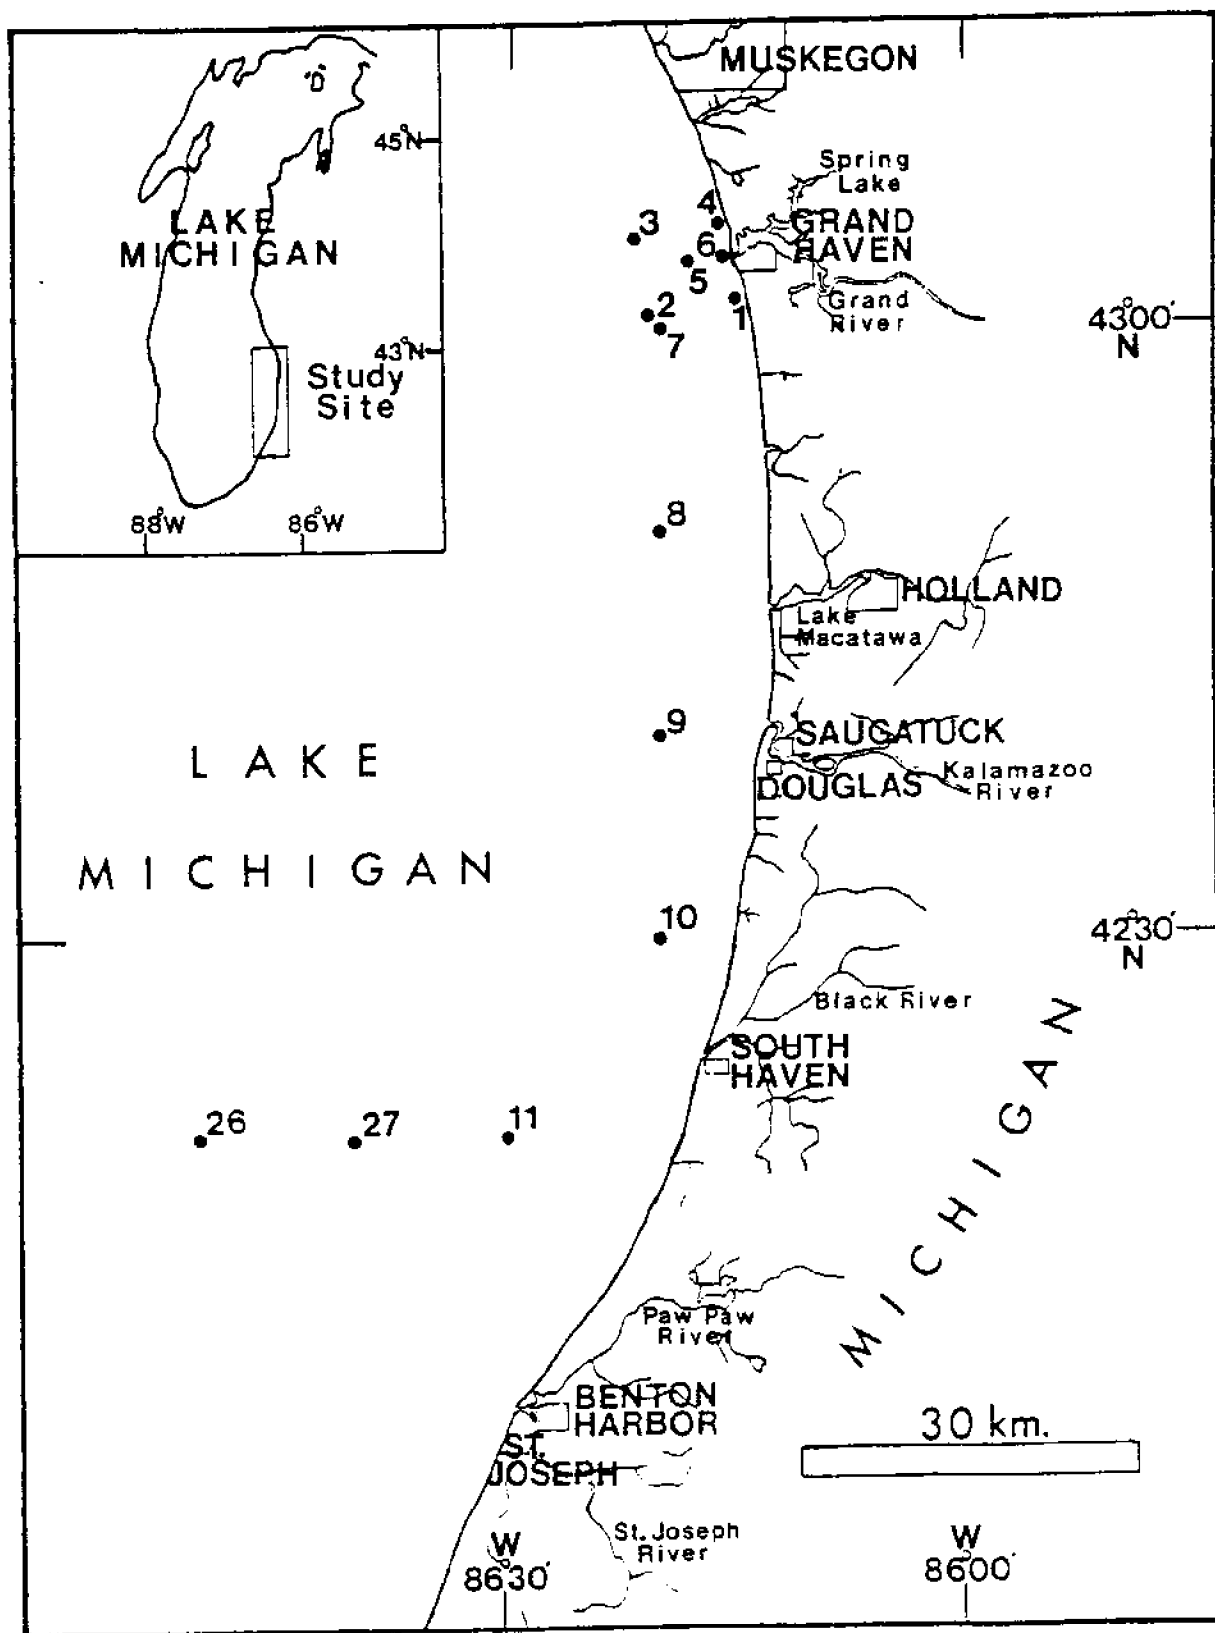 45°N
LAKE
MICHIGAN
43°N
Study
Site
88°W
86°W
MUSKEGON
Spring
Lake
4
3
GRAND
HAVEN
6
5
2
1
7
Grand
River
43°00'
N
8
HOLLAND
Lake
Macatawa
9
SAUGATUCK
DOUGLAS
Kalamazoo
River
LAKE
MICHIGAN
10
42°30'
N
Black River
SOUTH
HAVEN
26
27
11
MICHIGAN
Paw Paw
River
BENTON
HARBOR
ST.
JOSEPH
30 km.
St. Joseph
River
W
86°30'
W
86°00'